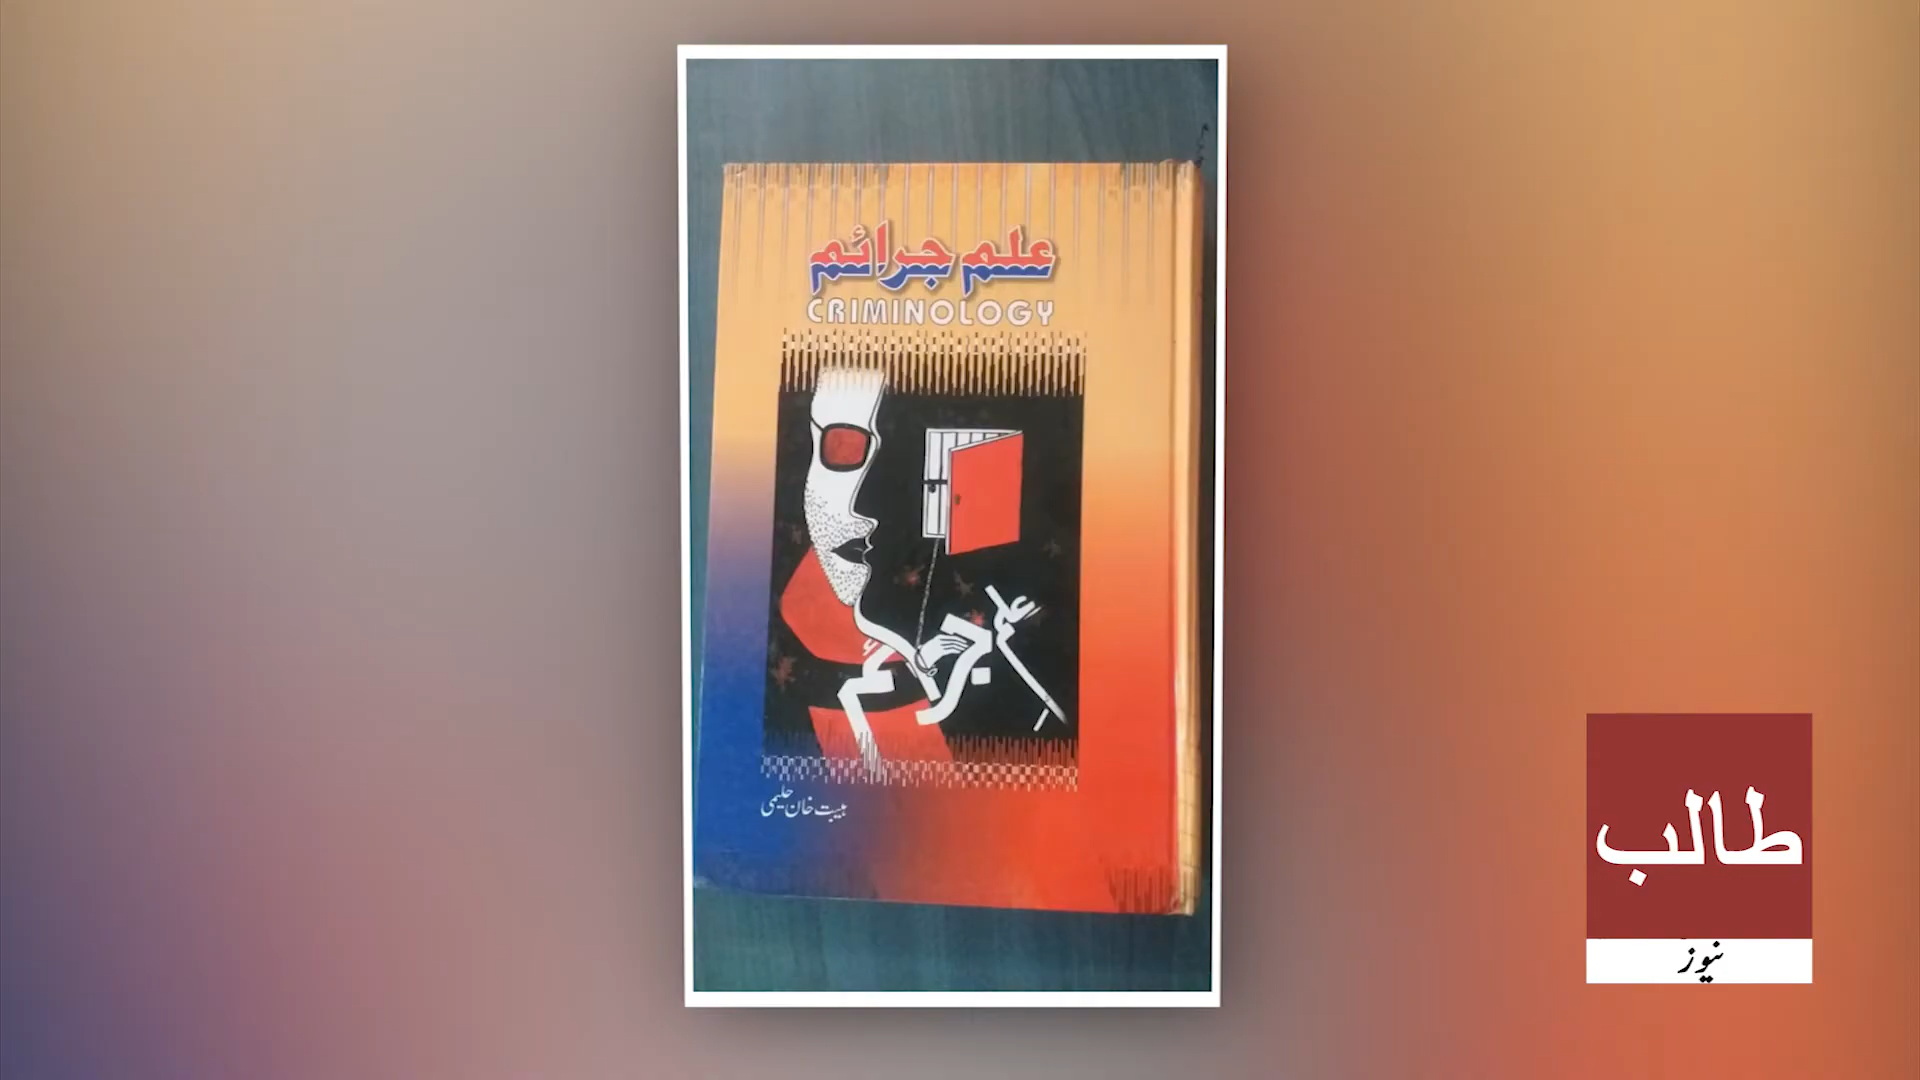 علم جرائم
CRIMINOLOGY
علم جرائم
ہیبت خان حلیمی
طالب
نیوز